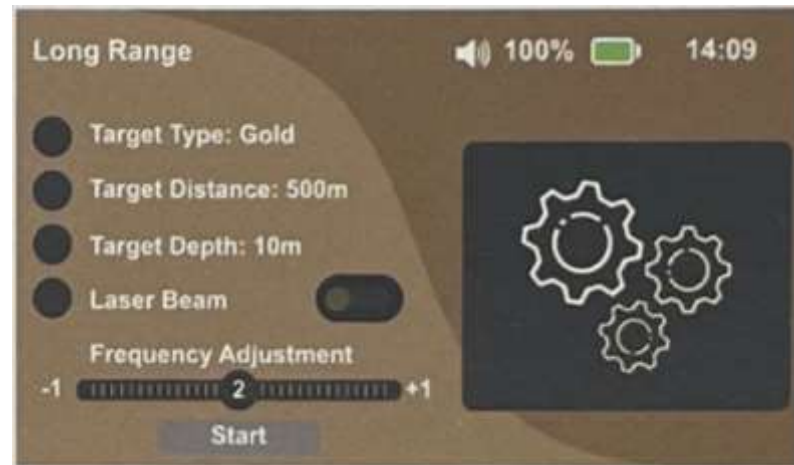 Long Range 100% 14:09
Target Type: Gold
Target Distance: 500m
Target Depth: 10m
Laser Beam
Frequency Adjustment
-1 2 +1
Start